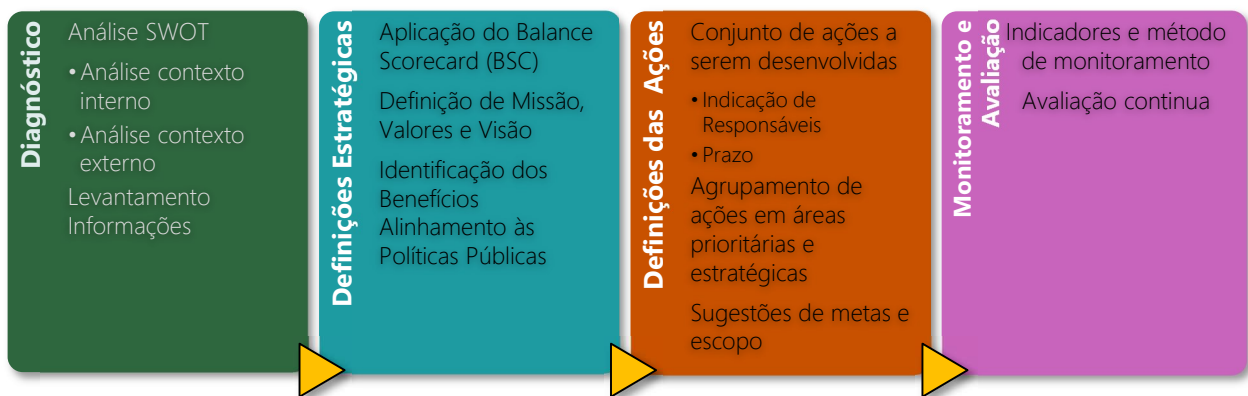 Diagnóstico
Análise SWOT
• Análise contexto
interno
• Análise contexto
externo
Levantamento
Informações
Definições Estratégicas
Aplicação do Balance
Scorecard (BSC)
Definição de Missão,
Valores e Visão
Identificação dos
Benefícios
Alinhamento às
Políticas Públicas
Definições das Ações
Conjunto de ações a
serem desenvolvidas
• Indicação de
Responsáveis
• Prazo
Agrupamento de
ações em áreas
prioritárias e
estratégicas
Sugestões de metas e
escopo
Monitoramento e
Avaliação
Indicadores e método
de monitoramento
Avaliação continua